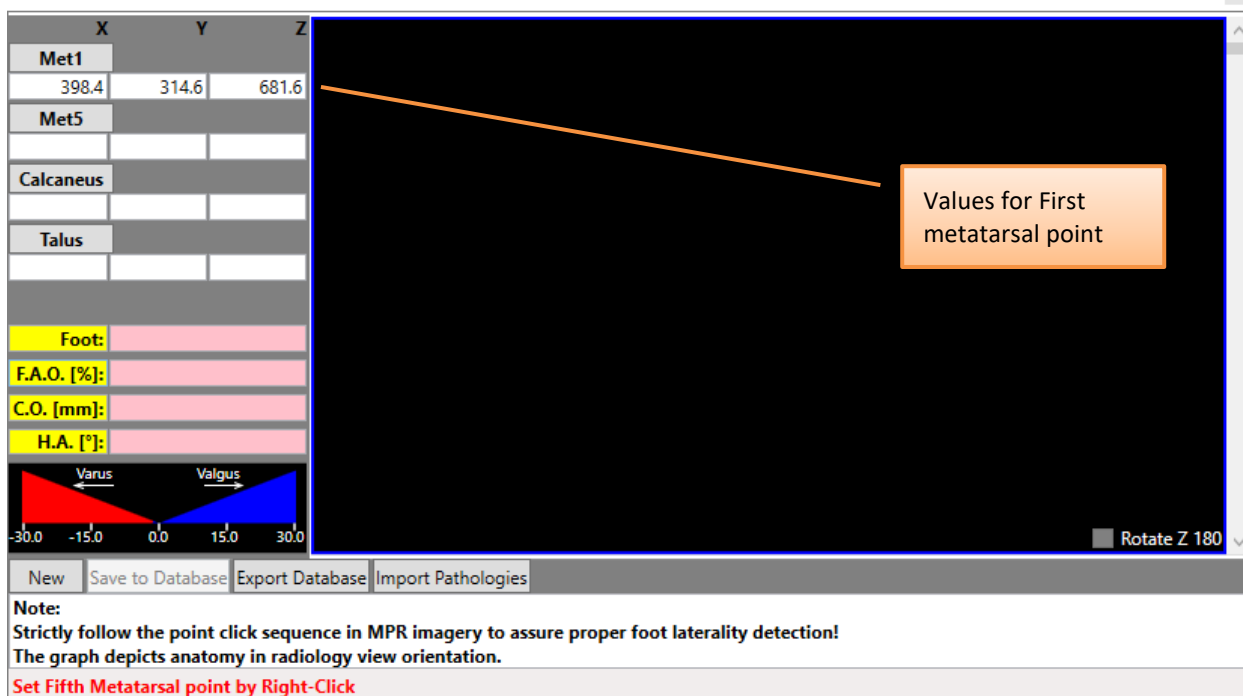 X Y Z
Met1
398.4 314.6 681.6
Values for First
metatarsal point
Met5
Calcaneus
Talus
Foot:
F.A.O. [%]:
C.O. [mm]:
H.A. [°]:
Varus Valgus
-30.0 -15.0 0.0 15.0 30.0
Rotate Z 180
New Save to Database Export Database Import Pathologies
Note:
Strictly follow the point click sequence in MPR imagery to assure proper foot laterality detection!
The graph depicts anatomy in radiology view orientation.
Set Fifth Metatarsal point by Right-Click